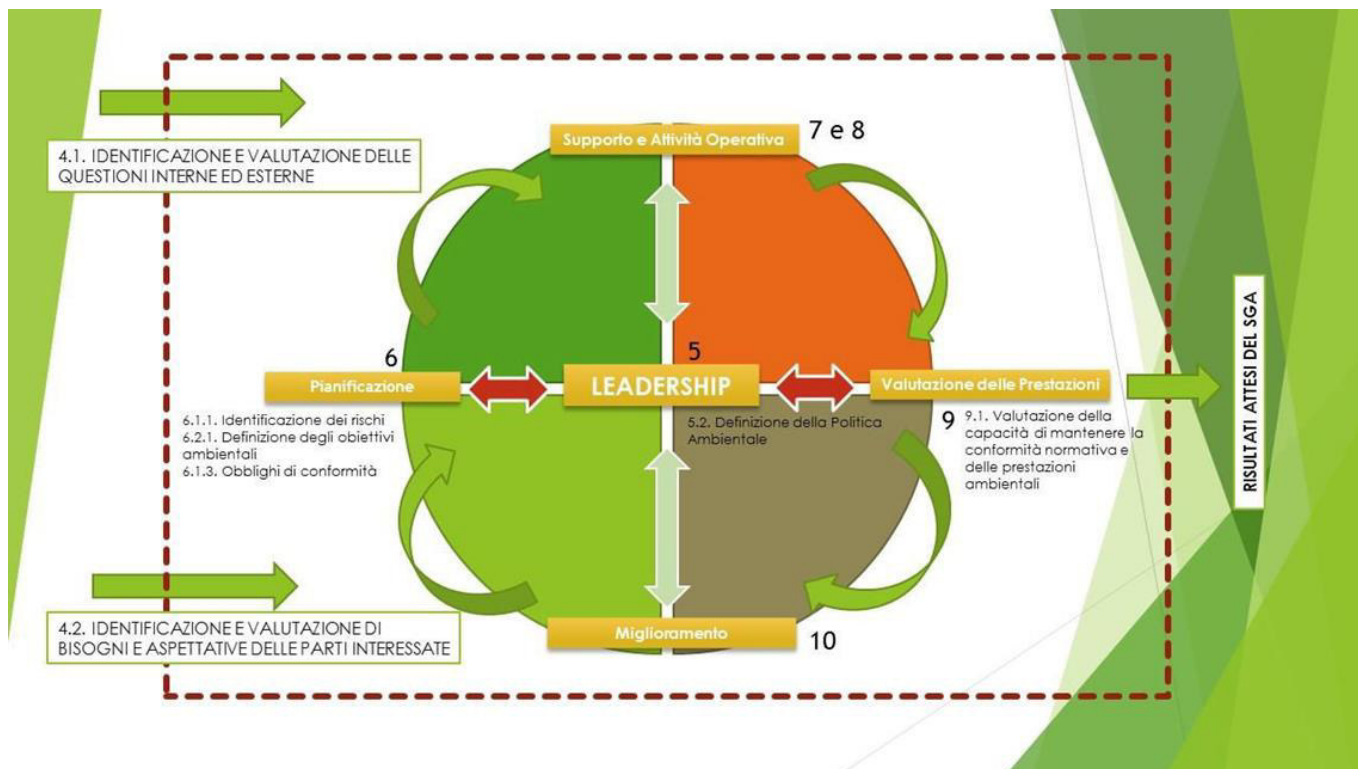 4.1. IDENTIFICAZIONE E VALUTAZIONE DELLE
QUESTIONI INTERNE ED ESTERNE
Supporto e Attività Operativa
7 e 8
6
Pianificazione
6.1.1. Identificazione dei rischi
6.2.1. Definizione degli obiettivi
ambientali
6.1.3. Obblighi di conformità
5
LEADERSHIP
5.2. Definizione della Politica
Ambientale
Valutazione delle Prestazioni
9
9.1. Valutazione della
capacità di mantenere la
conformità normativa e
delle prestazioni
ambientali
RISULTATI ATTESI DEL SGA
4.2. IDENTIFICAZIONE E VALUTAZIONE DI
BISOGNI E ASPETTATIVE DELLE PARTI INTERESSATE
Miglioramento
10